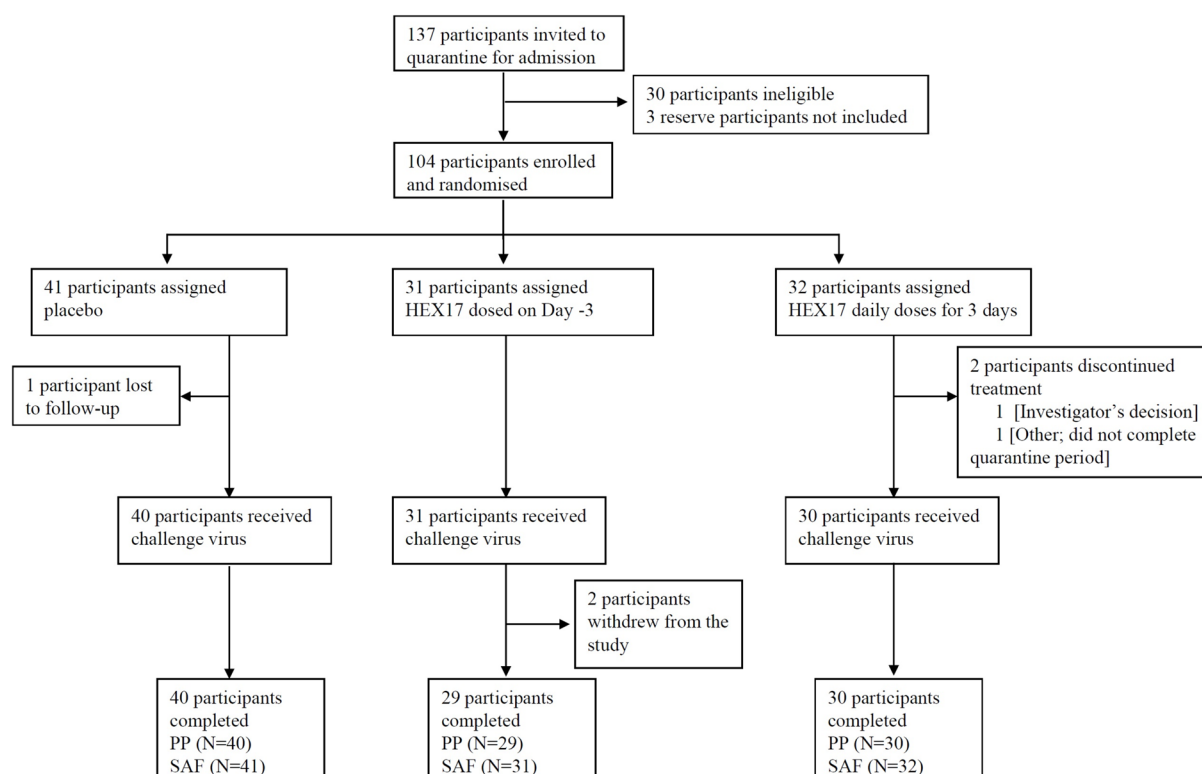 137 participants invited to
quarantine for admission
30 participants ineligible
3 reserve participants not included
104 participants enrolled
and randomised
41 participants assigned
placebo
31 participants assigned
HEX17 dosed on Day -3
32 participants assigned
HEX17 daily doses for 3 days
1 participant lost
to follow-up
2 participants discontinued
treatment
1 [Investigator’s decision]
1 [Other; did not complete
quarantine period]
40 participants received
challenge virus
31 participants received
challenge virus
30 participants received
challenge virus
2 participants
withdrew from the
study
40 participants
completed
PP (N=40)
SAF (N=41)
29 participants
completed
PP (N=29)
SAF (N=31)
30 participants
completed
PP (N=30)
SAF (N=32)